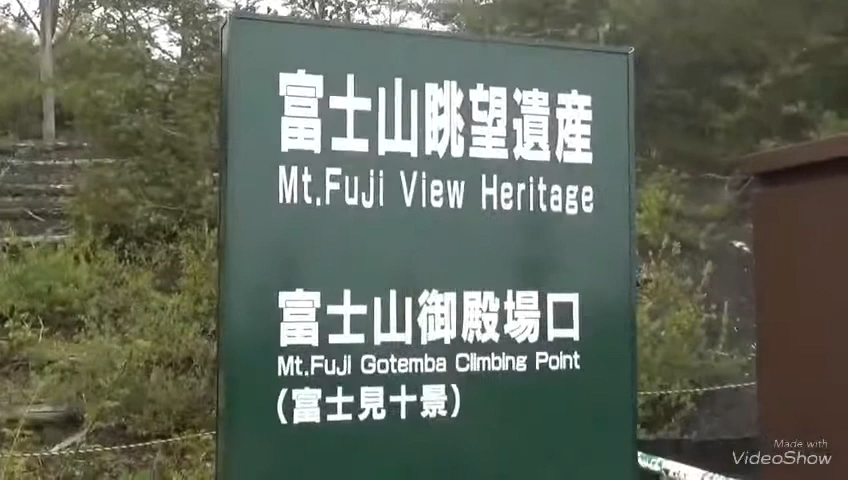 富士山眺望遺産
Mt.Fuji View Heritage
富士山御殿場口
Mt.FuJi Gotemba Climbing Point
(富士見十景)
Made with
VideoShow